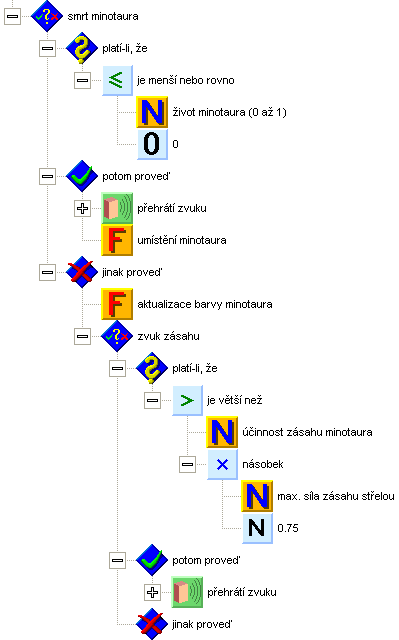 smrt minotaura
platí-li, že
je menší nebo rovno
N život minotaura (0 až 1)
0 0
potom proveď
přehrátí zvuku
F umístění minotaura
jinak proveď
F aktualizace barvy minotaura
zvuk zásahu
platí-li, že
> je větší než
N účinnost zásahu minotaura
× násobek
N max. síla zásahu střelou
N 0.75
potom proveď
přehrátí zvuku
jinak proveď